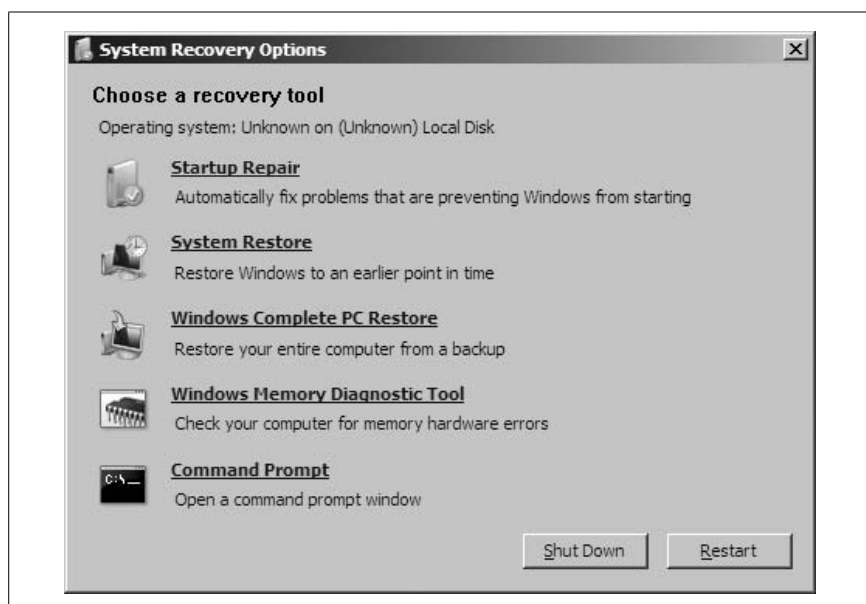 System Recovery Options
Choose a recovery tool
Operating system: Unknown on (Unknown) Local Disk
Startup Repair
Automatically fix problems that are preventing Windows from starting
System Restore
Restore Windows to an earlier point in time
Windows Complete PC Restore
Restore your entire computer from a backup
Windows Memory Diagnostic Tool
Check your computer for memory hardware errors
C:\_
Command Prompt
Open a command prompt window
Shut Down
Restart